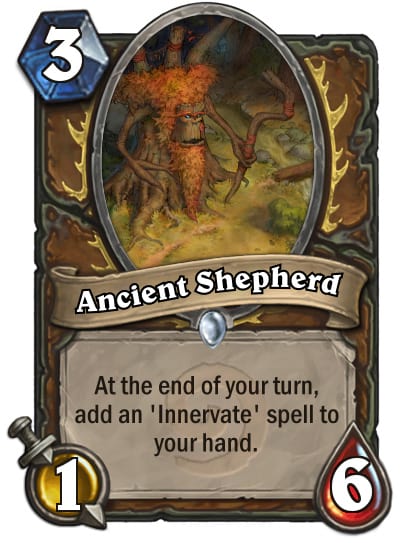 3
Ancient Shepherd
At the end of your turn,
add an 'Innervate' spell to
your hand.
1
6